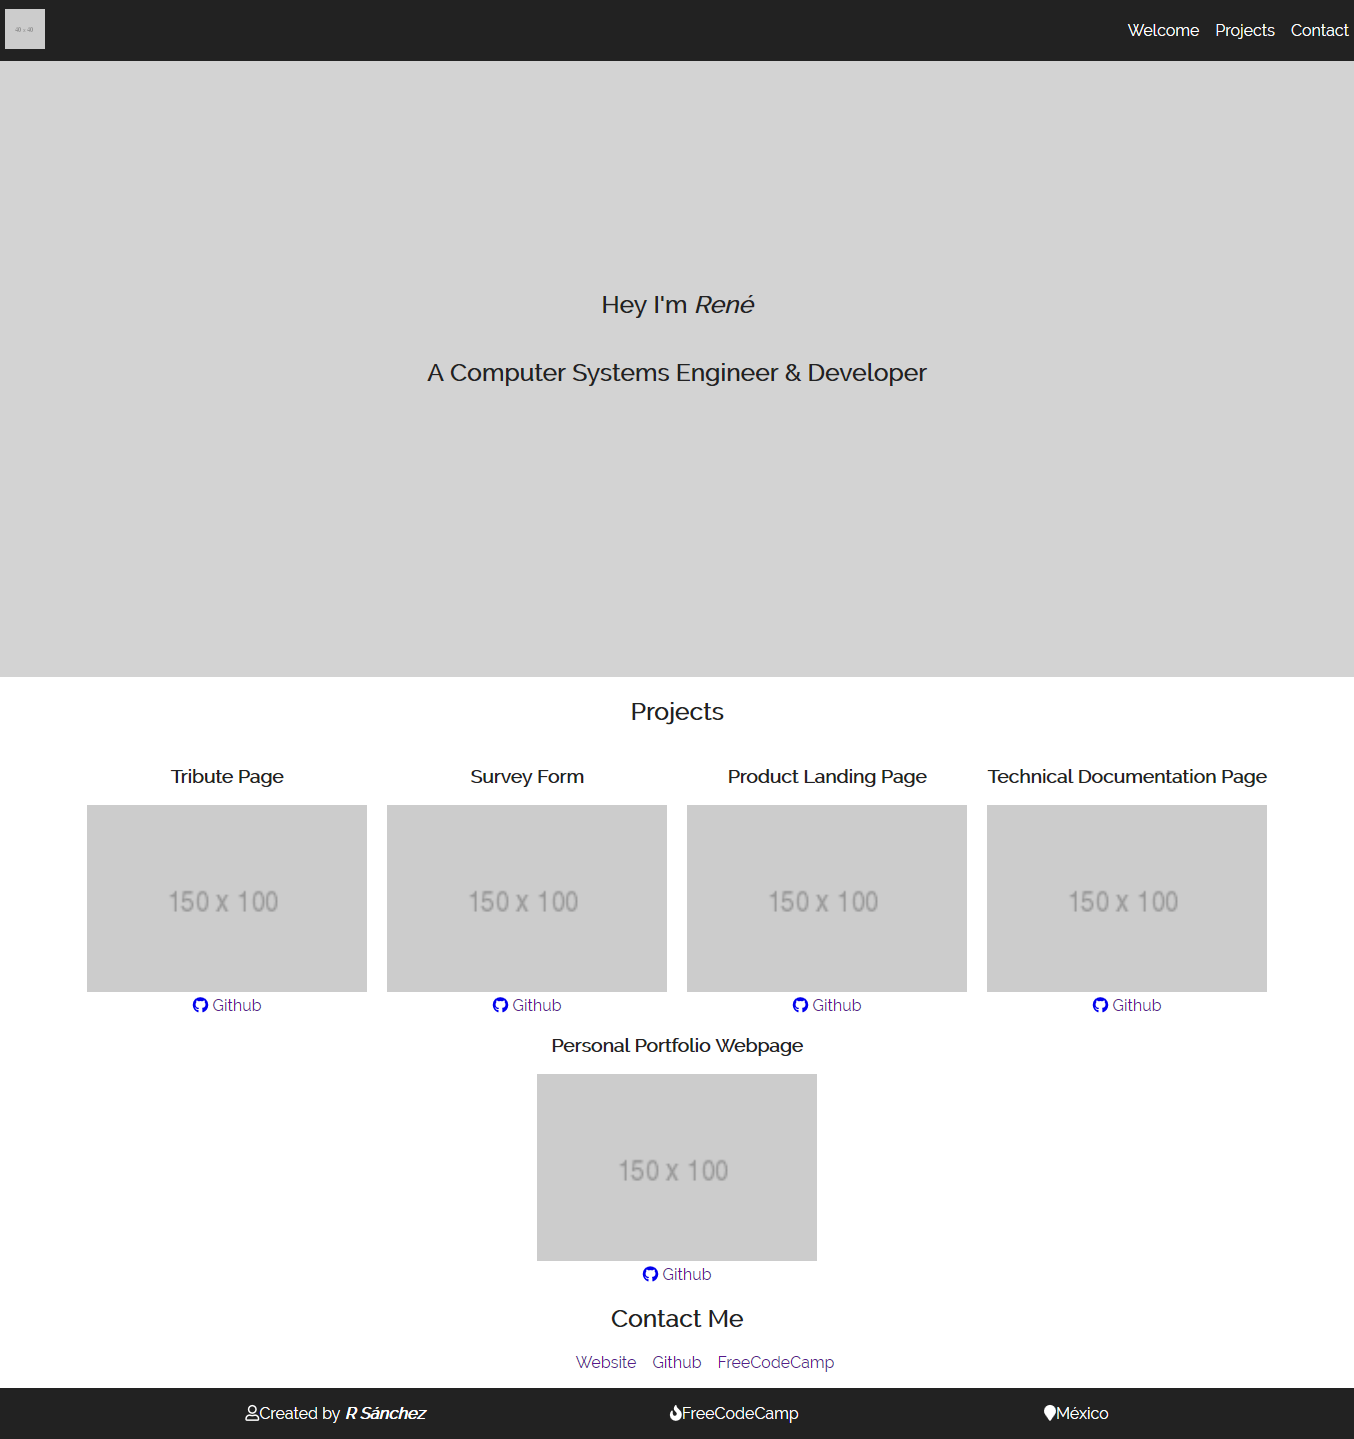 40 x 40
Welcome Projects Contact
Hey I'm René
A Computer Systems Engineer & Developer
Projects
Tribute Page
150 x 100
Github
Survey Form
150 x 100
Github
Product Landing Page
150 x 100
Github
Technical Documentation Page
150 x 100
Github
Personal Portfolio Webpage
150 x 100
Github
Contact Me
Website Github FreeCodeCamp
Created by R Sánchez FreeCodeCamp México